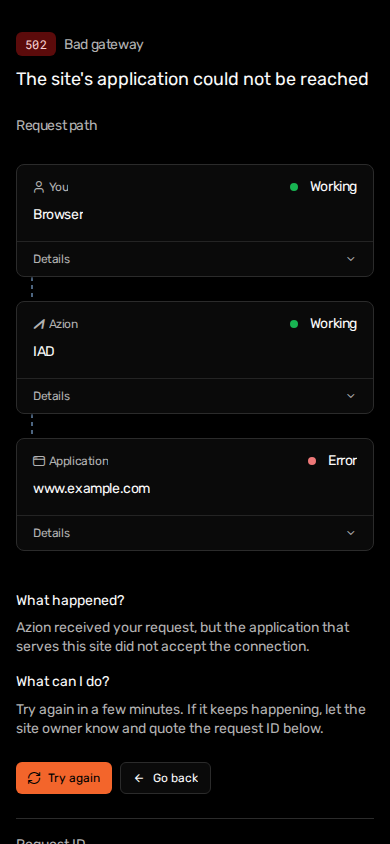 502 Bad gateway
The site's application could not be reached
Request path
You Working
Browser
Details
Azion Working
IAD
Details
Application Error
www.example.com
Details
What happened?
Azion received your request, but the application that
serves this site did not accept the connection.
What can I do?
Try again in a few minutes. If it keeps happening, let the
site owner know and quote the request ID below.
Try again Go back
Request ID